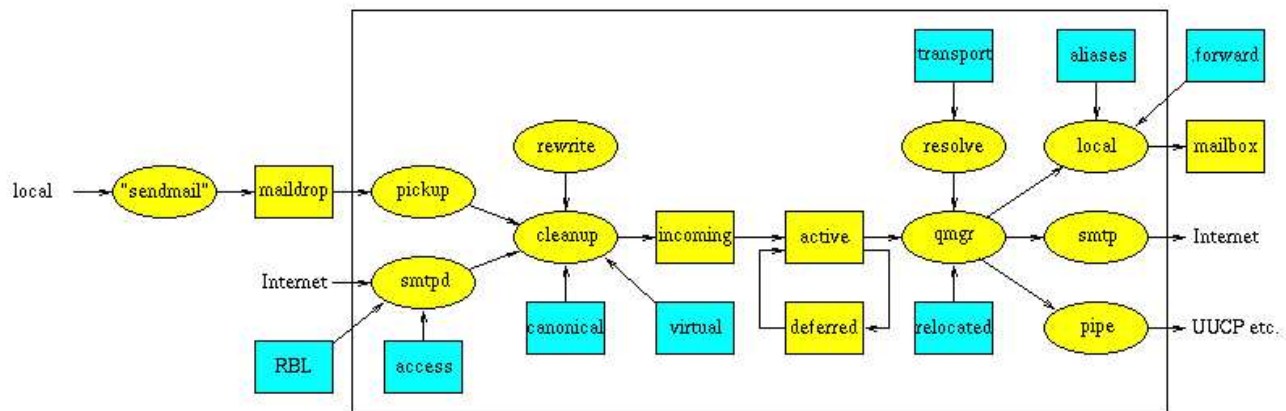 transport
aliases
.forward
rewrite
resolve
local
mailbox
local
"sendmail"
maildrop
pickup
cleanup
incoming
active
qmgr
smtp
Internet
Internet
smtpd
canonical
virtual
deferred
relocated
pipe
UUCP etc.
RBL
access